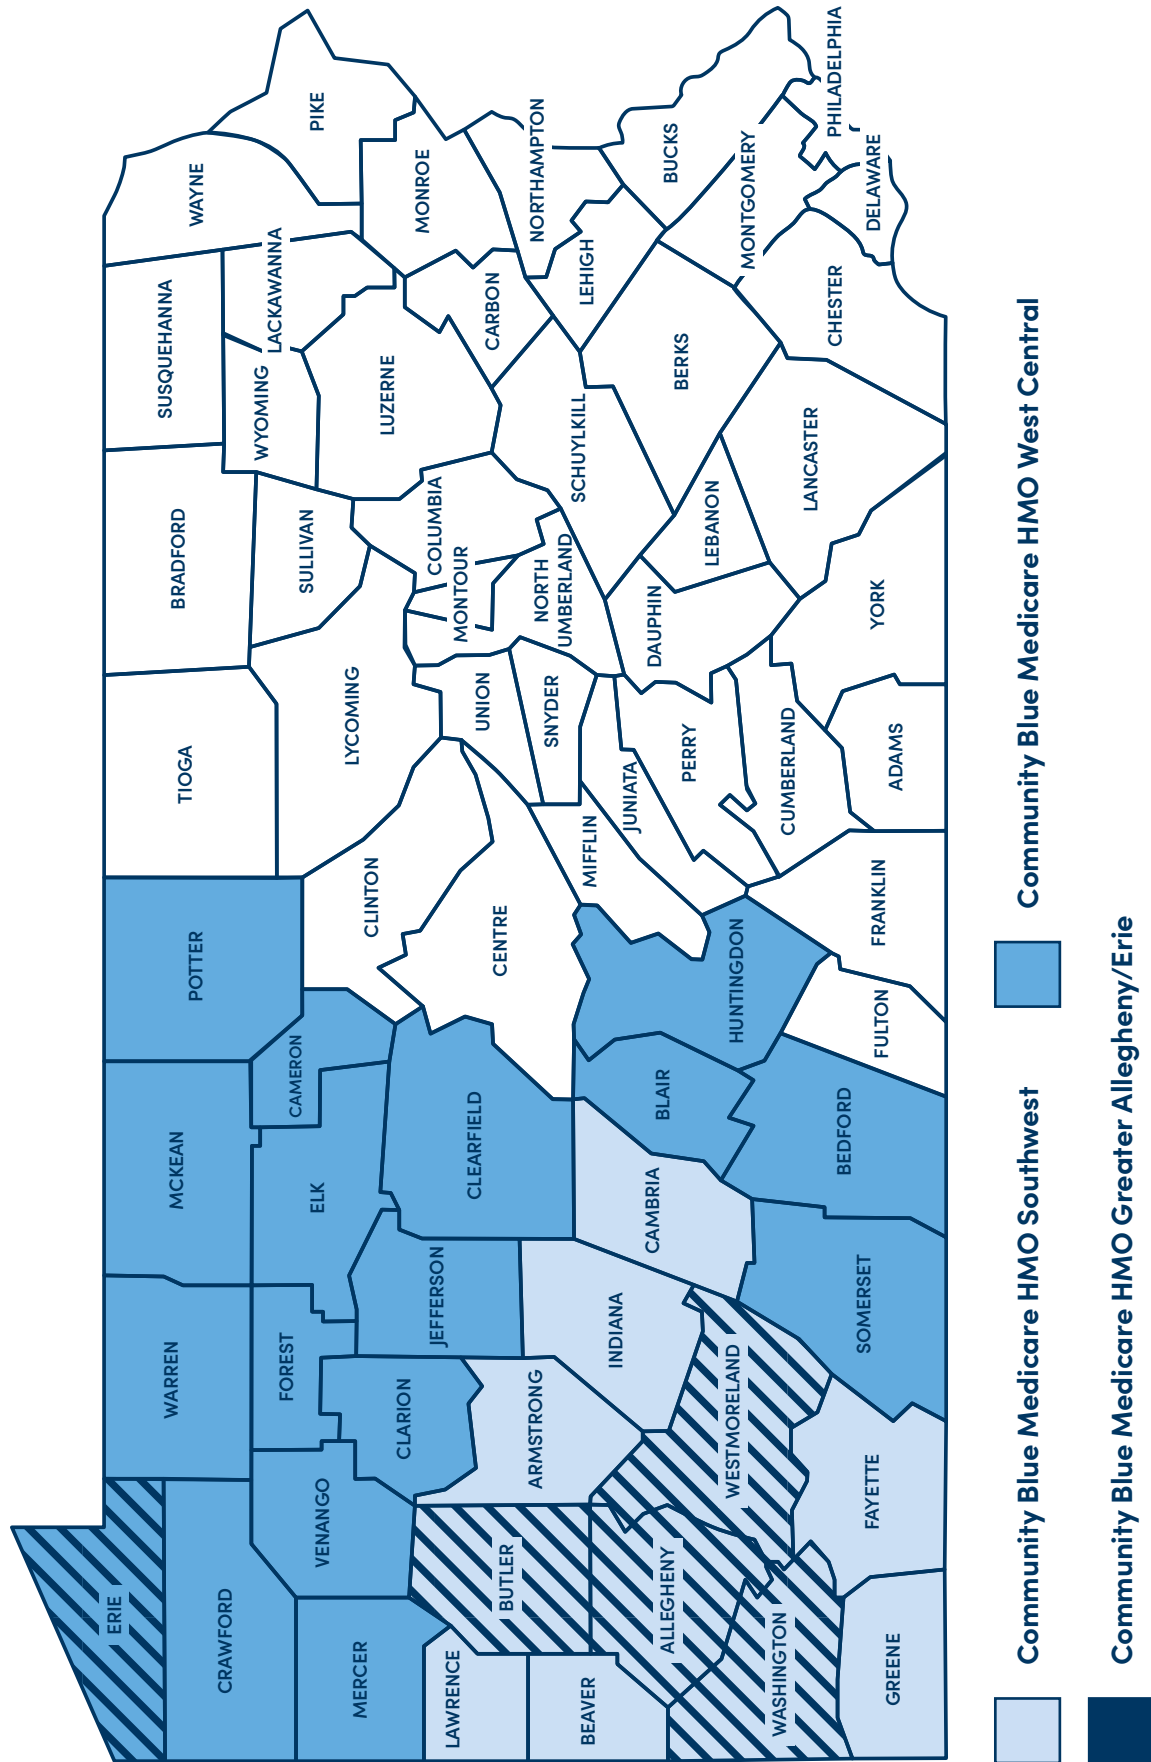 ERIE
CRAWFORD
WARREN
MCKEAN
POTTER
TIOGA
BRADFORD
SUSQUEHANNA
WAYNE
PIKE
MERCER
VENANGO
FOREST
ELK
CAMERON
CLINTON
LYCOMING
SULLIVAN
WYOMING
LACKAWANNA
LAWRENCE
BUTLER
CLARION
JEFFERSON
CLEARFIELD
CENTRE
UNION
MONTOUR
COLUMBIA
LUZERNE
MONROE
CARBON
BEAVER
ALLEGHENY
ARMSTRONG
INDIANA
CAMBRIA
BLAIR
HUNTINGDON
MIFFLIN
JUNIATA
SNYDER
NORTH
UMBERLAND
SCHUYLKILL
LEHIGH
NORTHAMPTON
WASHINGTON
WESTMORELAND
PERRY
DAUPHIN
LEBANON
BERKS
BUCKS
MONTGOMERY
GREENE
FAYETTE
SOMERSET
BEDFORD
FULTON
FRANKLIN
CUMBERLAND
ADAMS
YORK
LANCASTER
CHESTER
DELAWARE
PHILADELPHIA
Community Blue Medicare HMO Southwest
Community Blue Medicare HMO West Central
Community Blue Medicare HMO Greater Allegheny/Erie